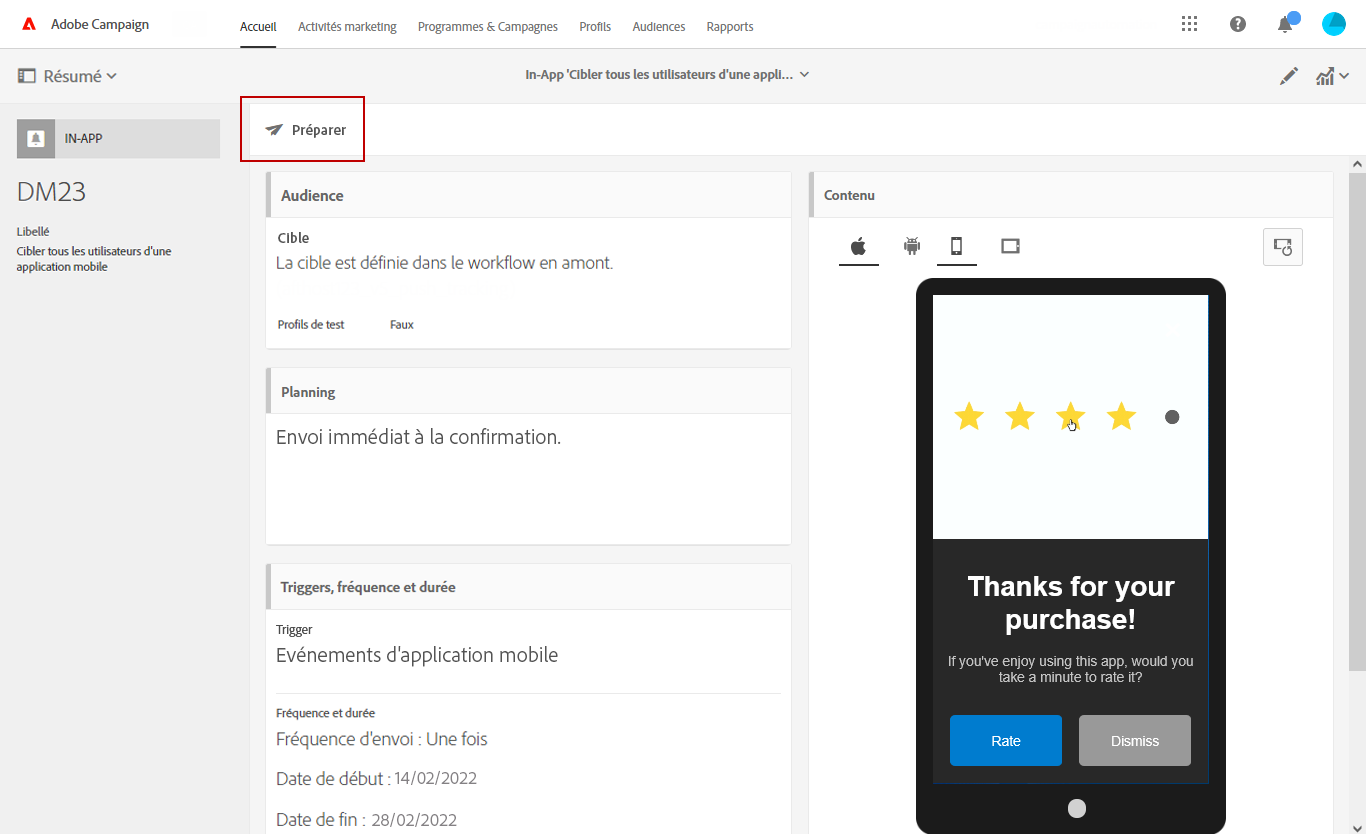 Adobe Campaign
Accueil
Activités marketing
Programmes & Campagnes
Profils
Audiences
Rapports
Résumé
In-App 'Cibler tous les utilisateurs d'une appli...
IN-APP
DM23
Libellé
Cibler tous les utilisateurs d'une
application mobile
Préparer
Audience
Cible
La cible est définie dans le workflow en amont.
Profils de test
Faux
Planning
Envoi immédiat à la confirmation.
Triggers, fréquence et durée
Trigger
Evénements d'application mobile
Fréquence et durée
Fréquence d'envoi : Une fois
Date de début : 14/02/2022
Date de fin : 28/02/2022
Contenu
Thanks for your
purchase!
If you've enjoy using this app, would you
take a minute to rate it?
Rate
Dismiss